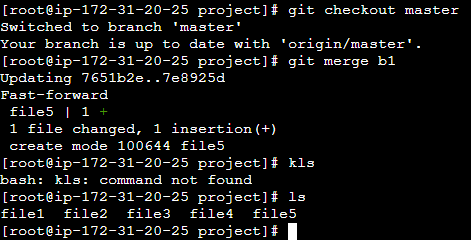 [root@ip-172-31-20-25 project]# git checkout master
Switched to branch 'master'
Your branch is up to date with 'origin/master'.
[root@ip-172-31-20-25 project]# git merge b1
Updating 7651b2e..7e8925d
Fast-forward
 file5 | 1 +
 1 file changed, 1 insertion(+)
 create mode 100644 file5
[root@ip-172-31-20-25 project]# kls
bash: kls: command not found
[root@ip-172-31-20-25 project]# ls
file1  file2  file3  file4  file5
[root@ip-172-31-20-25 project]#